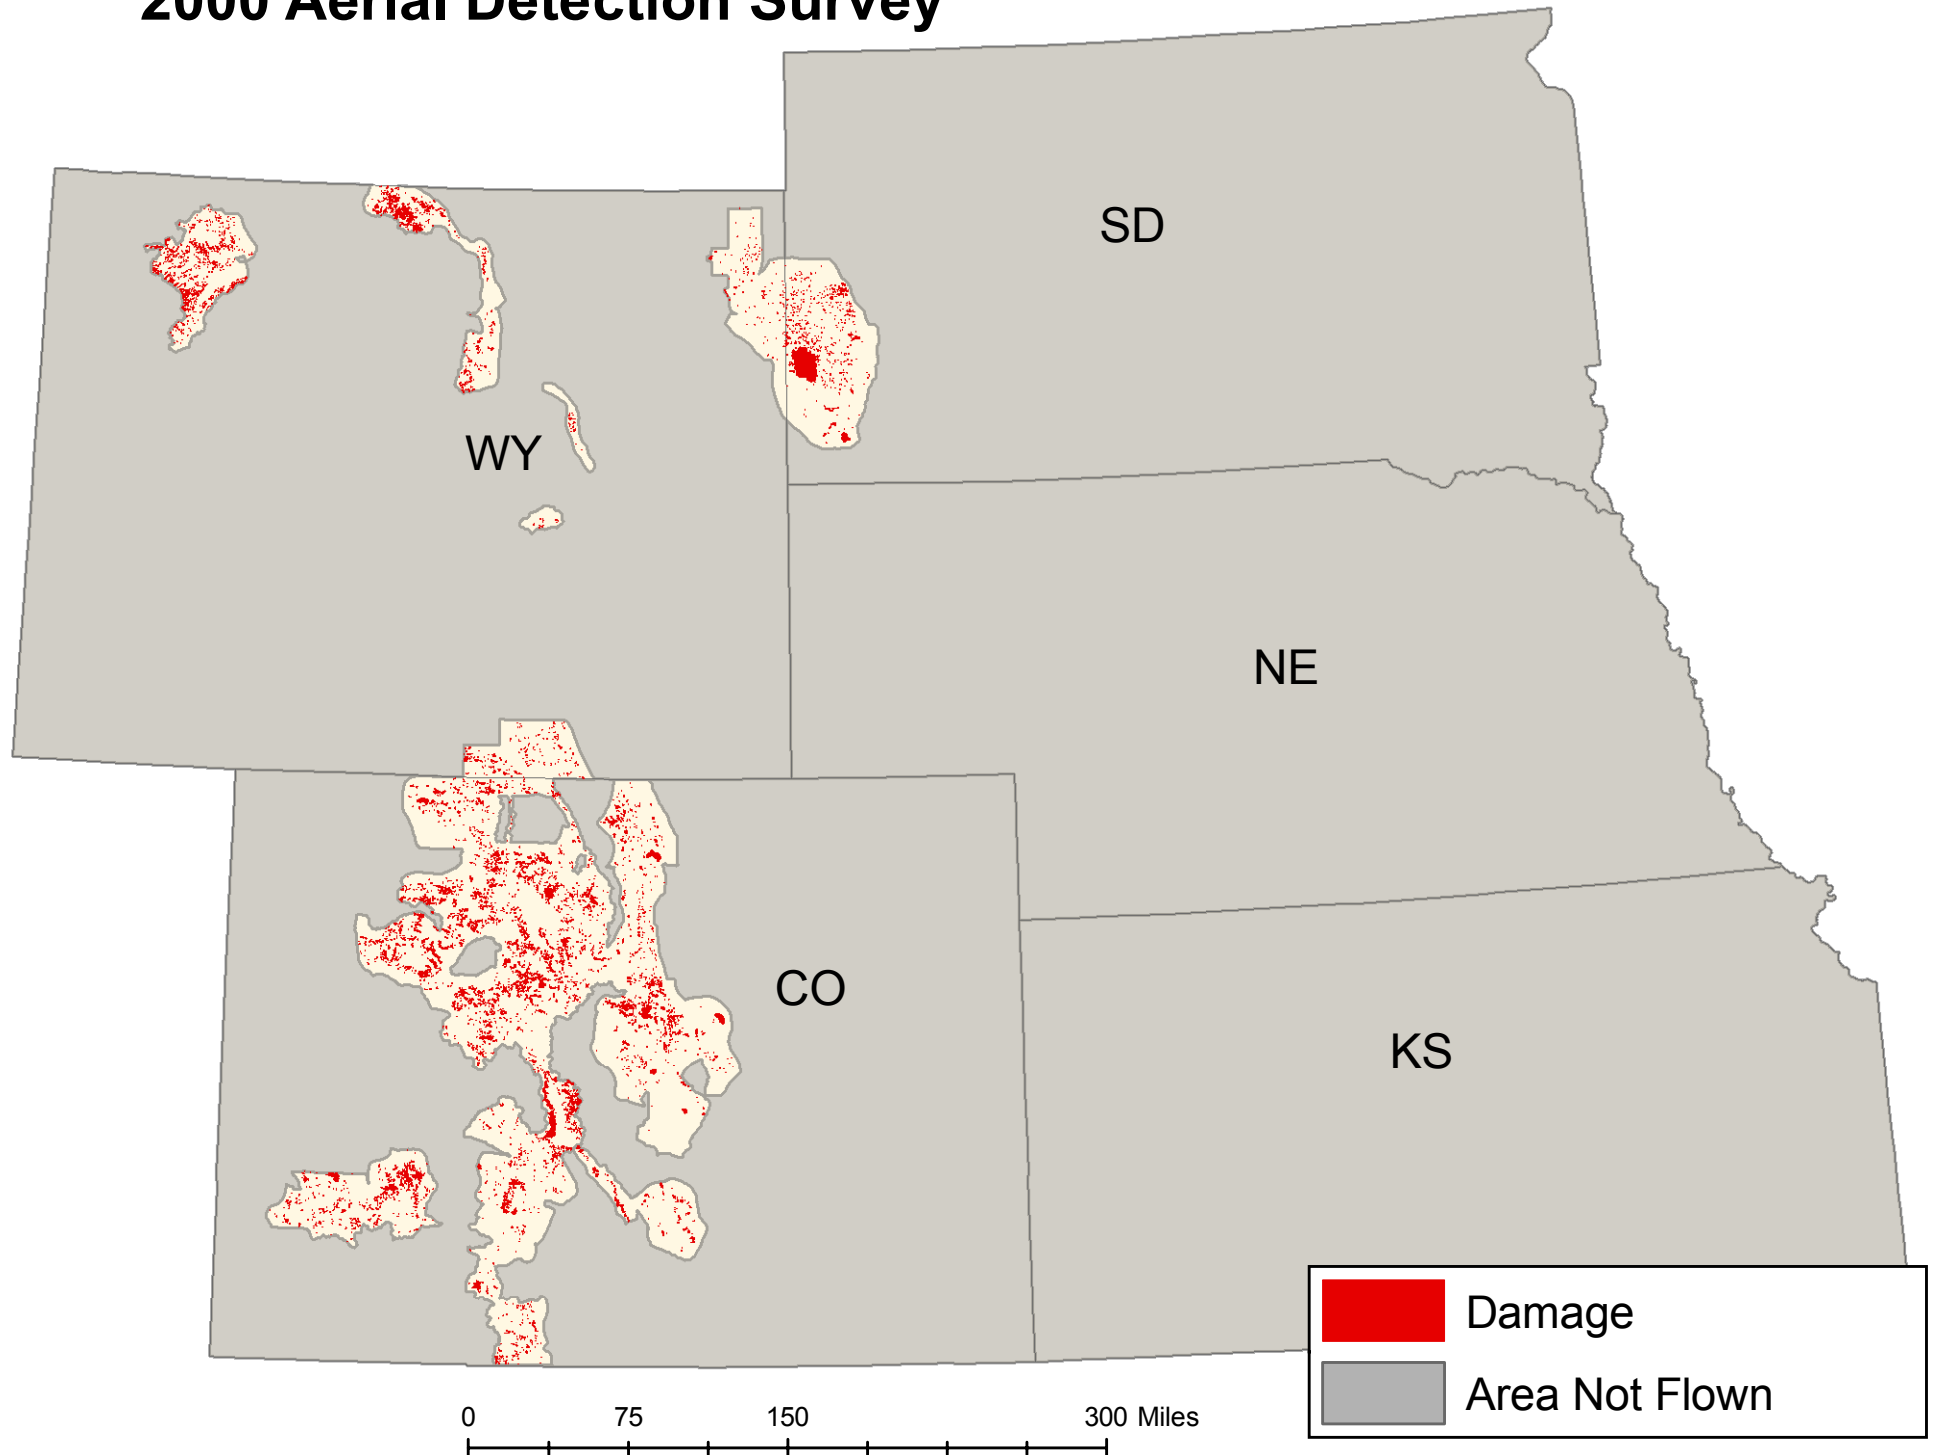 2000 Aerial Detection Survey
SD
WY
NE
CO
KS
Damage
Area Not Flown
0 75 150 300 Miles